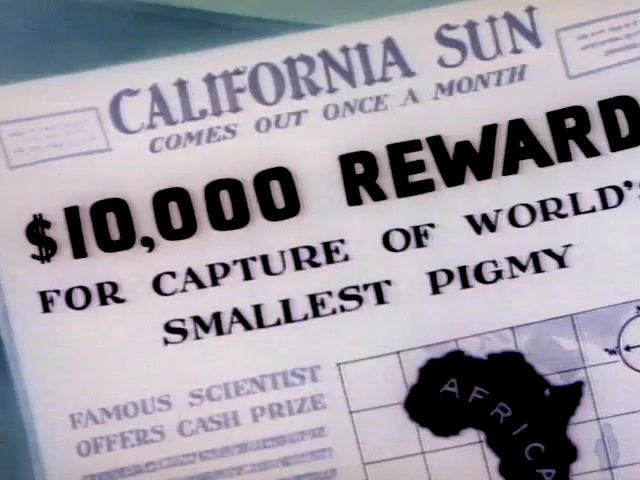 CALIFORNIA SUN
COMES OUT ONCE A MONTH
$10,000 REWARD
FOR CAPTURE OF WORLD'S
SMALLEST PIGMY
FAMOUS SCIENTIST
OFFERS CASH PRIZE
AFRICA
N
W